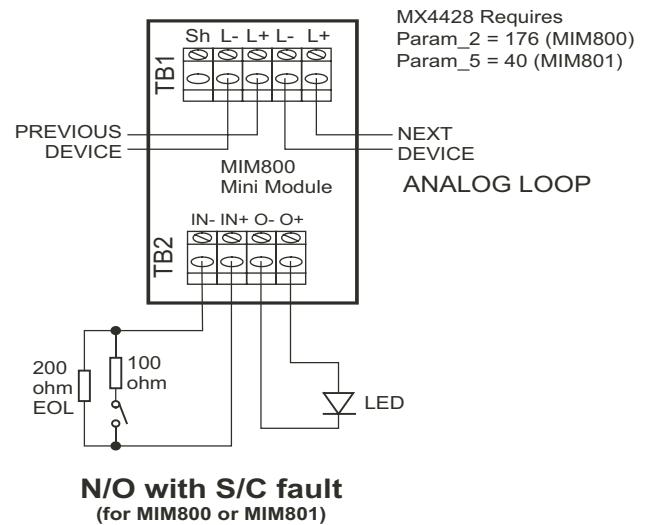 MX4428 Requires
Param_2 = 176 (MIM800)
Param_5 = 40 (MIM801)
Sh L- L+ L- L+
TB1
PREVIOUS
DEVICE
NEXT
DEVICE
MIM800
Mini Module
ANALOG LOOP
IN- IN+ O- O+
TB2
200
ohm
EOL
100
ohm
LED
N/O with S/C fault
(for MIM800 or MIM801)